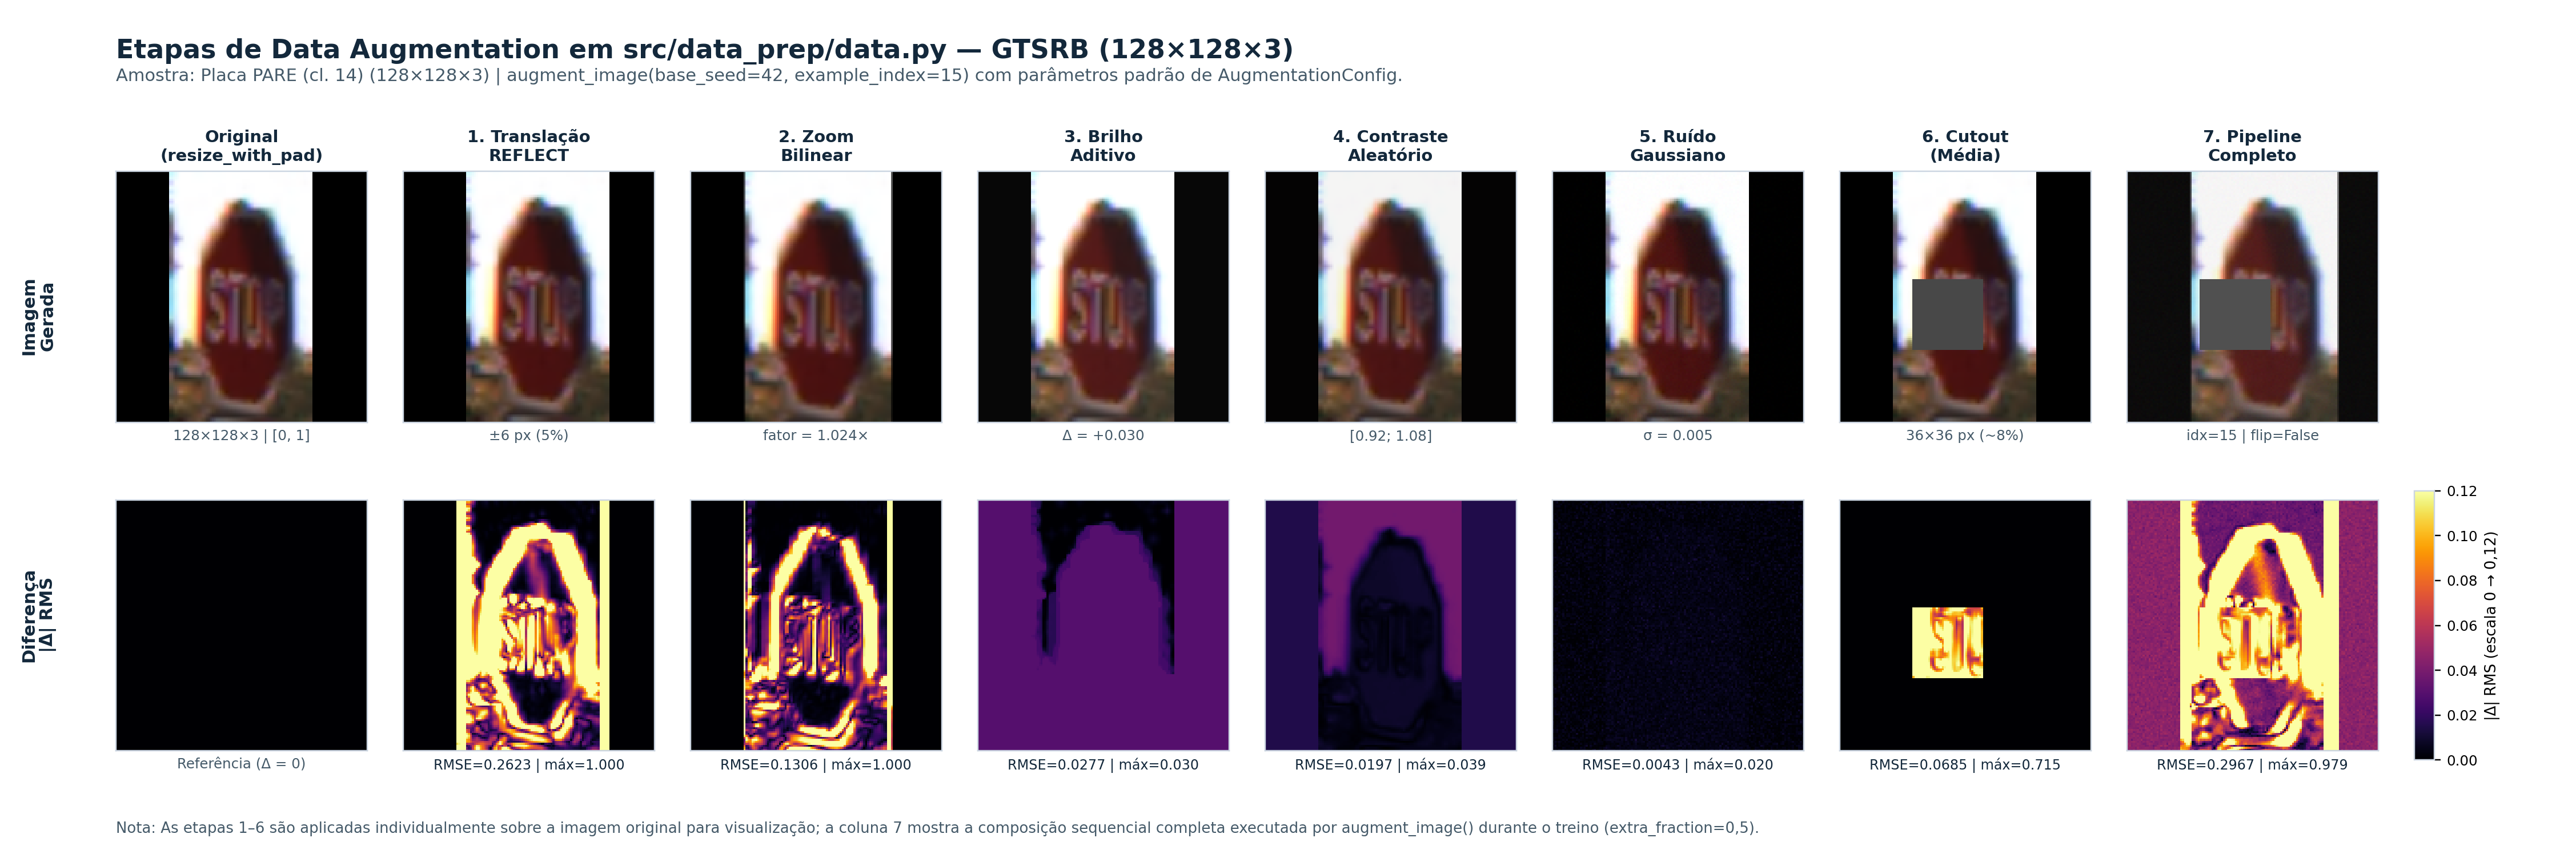 Etapas de Data Augmentation em src/data_prep/data.py — GTSRB (128×128×3)
Amostra: Placa PARE (cl. 14) (128×128×3) | augment_image(base_seed=42, example_index=15) com parâmetros padrão de AugmentationConfig.
Original
(resize_with_pad)
1. Translação
REFLECT
2. Zoom
Bilinear
3. Brilho
Aditivo
4. Contraste
Aleatório
5. Ruído
Gaussiano
6. Cutout
(Média)
7. Pipeline
Completo
Imagem
Gerada
STOP
STOP
STOP
STOP
STOP
STOP
128×128×3 | [0, 1]
±6 px (5%)
fator = 1.024×
Δ = +0.030
[0.92; 1.08]
σ = 0.005
36×36 px (~8%)
idx=15 | flip=False
Diferença
|Δ| RMS
Referência (Δ = 0)
RMSE=0.2623 | máx=1.000
RMSE=0.1306 | máx=1.000
RMSE=0.0277 | máx=0.030
RMSE=0.0197 | máx=0.039
RMSE=0.0043 | máx=0.020
RMSE=0.0685 | máx=0.715
RMSE=0.2967 | máx=0.979
0.12
0.10
0.08
0.06
0.04
0.02
0.00
|Δ| RMS (escala 0 → 0,12)
Nota: As etapas 1–6 são aplicadas individualmente sobre a imagem original para visualização; a coluna 7 mostra a composição sequencial completa executada por augment_image() durante o treino (extra_fraction=0,5).